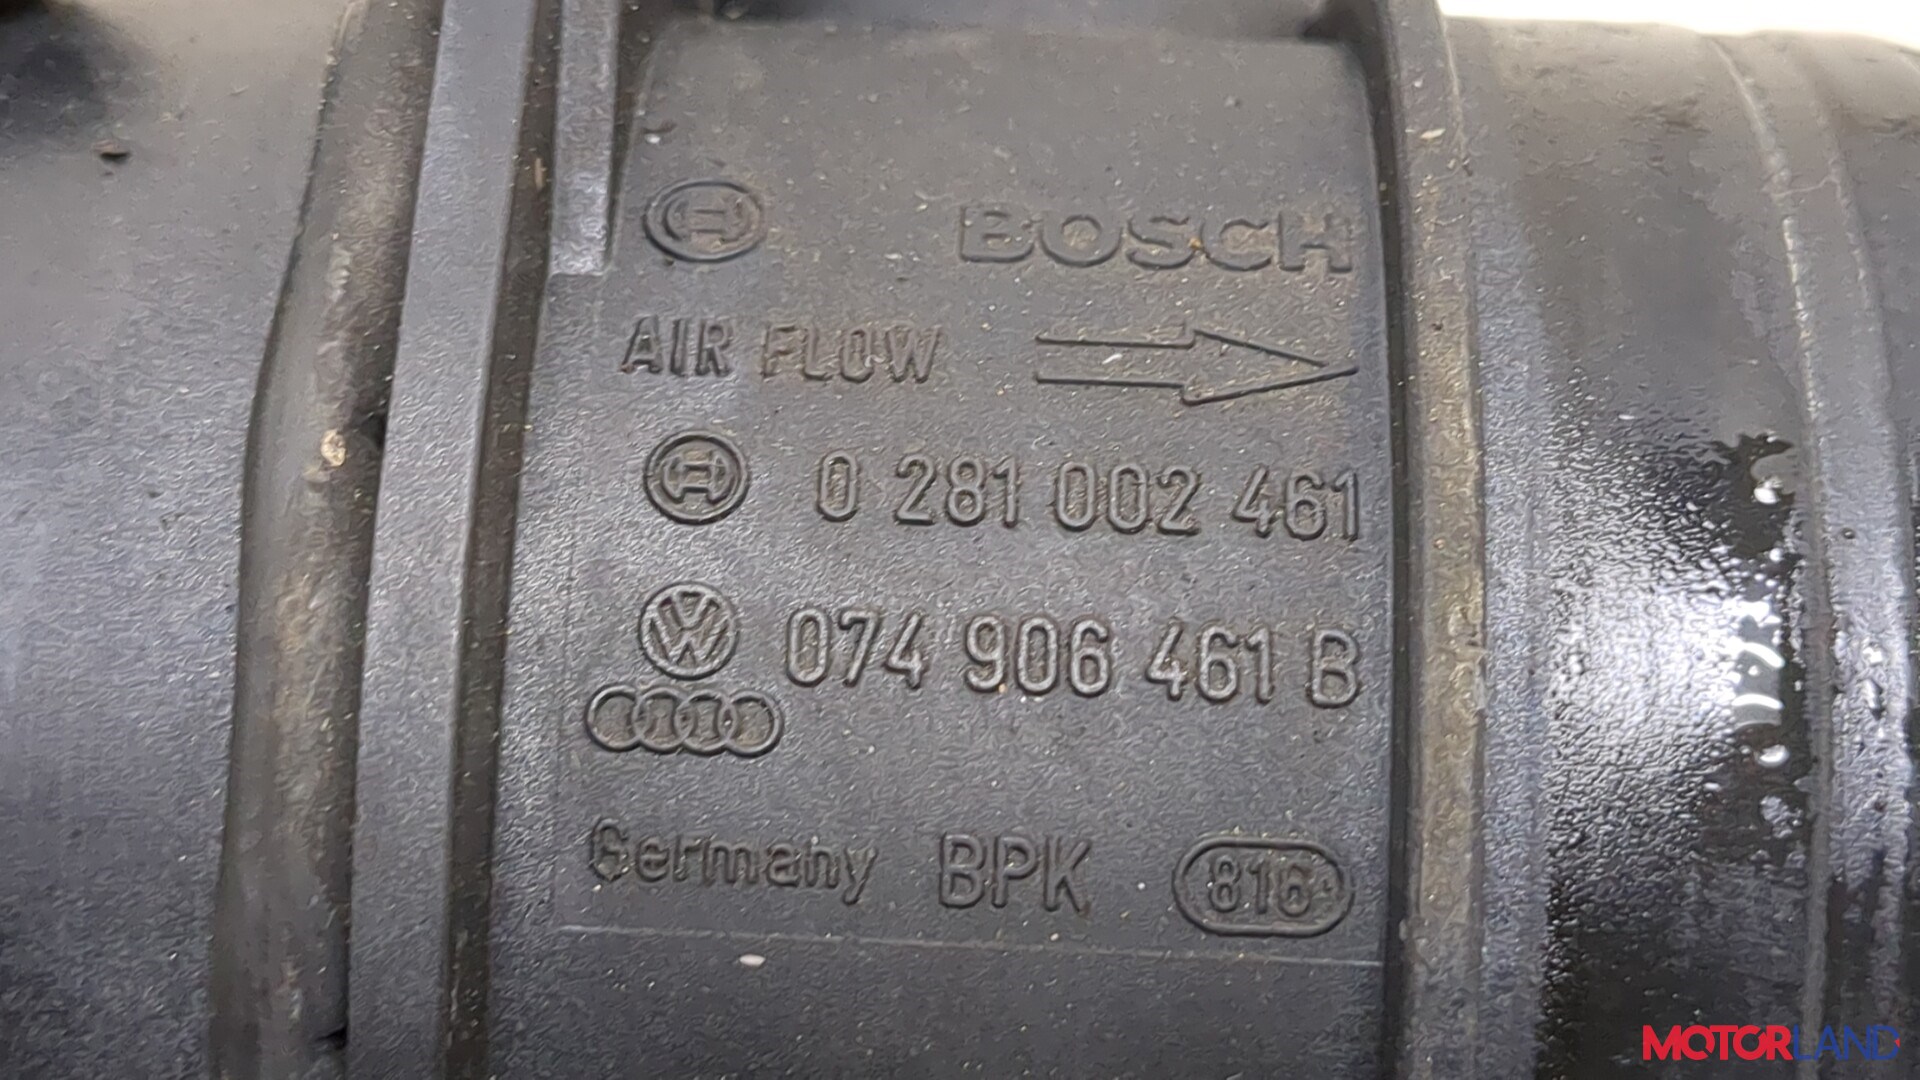 BOSCH
AIR FLOW
0 281 002 461
074 906 461 B
Germany BPK 816
MOTORLAND